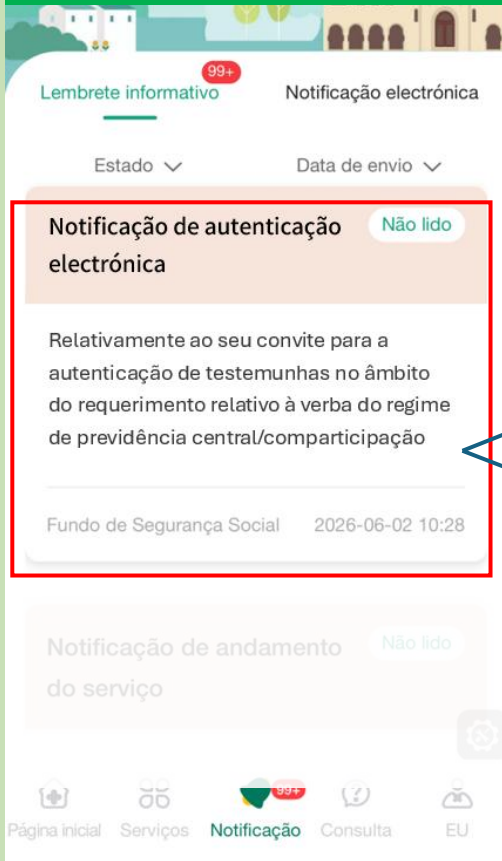 99+
Lembrete informativo
Notificação electrónica
Estado
Data de envio
Notificação de autenticação
electrónica
Não lido
Relativamente ao seu convite para a
autenticação de testemunhas no âmbito
do requerimento relativo à verba do regime
de previdência central/comparticipação
Fundo de Segurança Social
2026-06-02 10:28
Notificação de andamento
do serviço
Não lido
99+
Página inicial
Serviços
Notificação
Consulta
EU